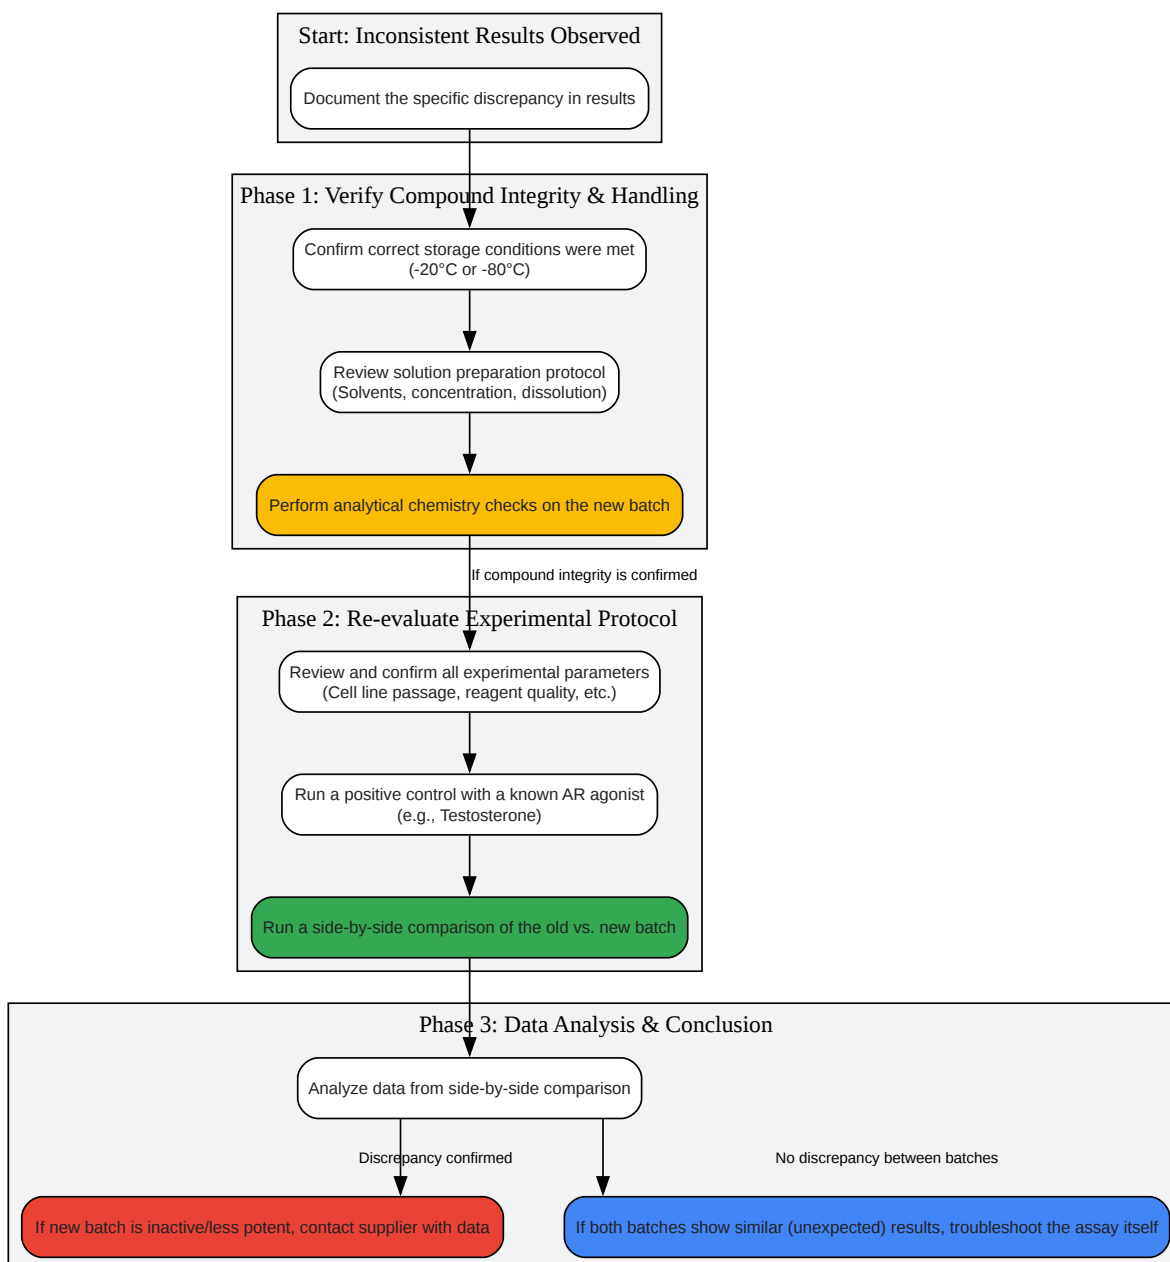 Start: Inconsistent Results Observed
Document the specific discrepancy in results
Phase 1: Verify Compound Integrity & Handling
Confirm correct storage conditions were met
(-20°C or -80°C)
Review solution preparation protocol
(Solvents, concentration, dissolution)
Perform analytical chemistry checks on the new batch
If compound integrity is confirmed
Phase 2: Re-evaluate Experimental Protocol
Review and confirm all experimental parameters
(Cell line passage, reagent quality, etc.)
Run a positive control with a known AR agonist
(e.g., Testosterone)
Run a side-by-side comparison of the old vs. new batch
Phase 3: Data Analysis & Conclusion
Analyze data from side-by-side comparison
Discrepancy confirmed
No discrepancy between batches
If new batch is inactive/less potent, contact supplier with data
If both batches show similar (unexpected) results, troubleshoot the assay itself